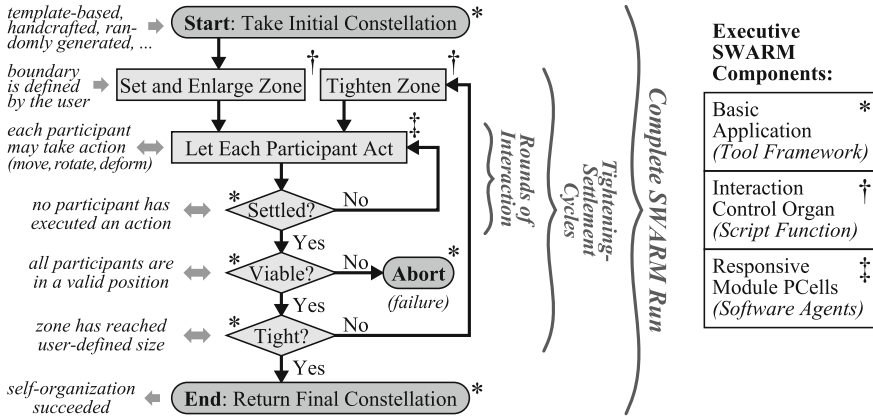 template-based,
handcrafted, ran-
domly generated, ...
Start: Take Initial Constellation *
boundary
is defined
by the user
Set and Enlarge Zone †
Tighten Zone †
each participant
may take action
(move, rotate, deform)
Let Each Participant Act ‡
no participant has
executed an action
* Settled?
No
Yes
all participants are
in a valid position
* Viable?
No
Abort *
(failure)
Yes
zone has reached
user-defined size
* Tight?
No
Yes
self-organization
succeeded
End: Return Final Constellation *
Rounds of
Interaction
Tightening-
Settlement
Cycles
Complete SWARM Run
Executive
SWARM
Components:
Basic *
Application
(Tool Framework)
Interaction †
Control Organ
(Script Function)
Responsive ‡
Module PCells
(Software Agents)